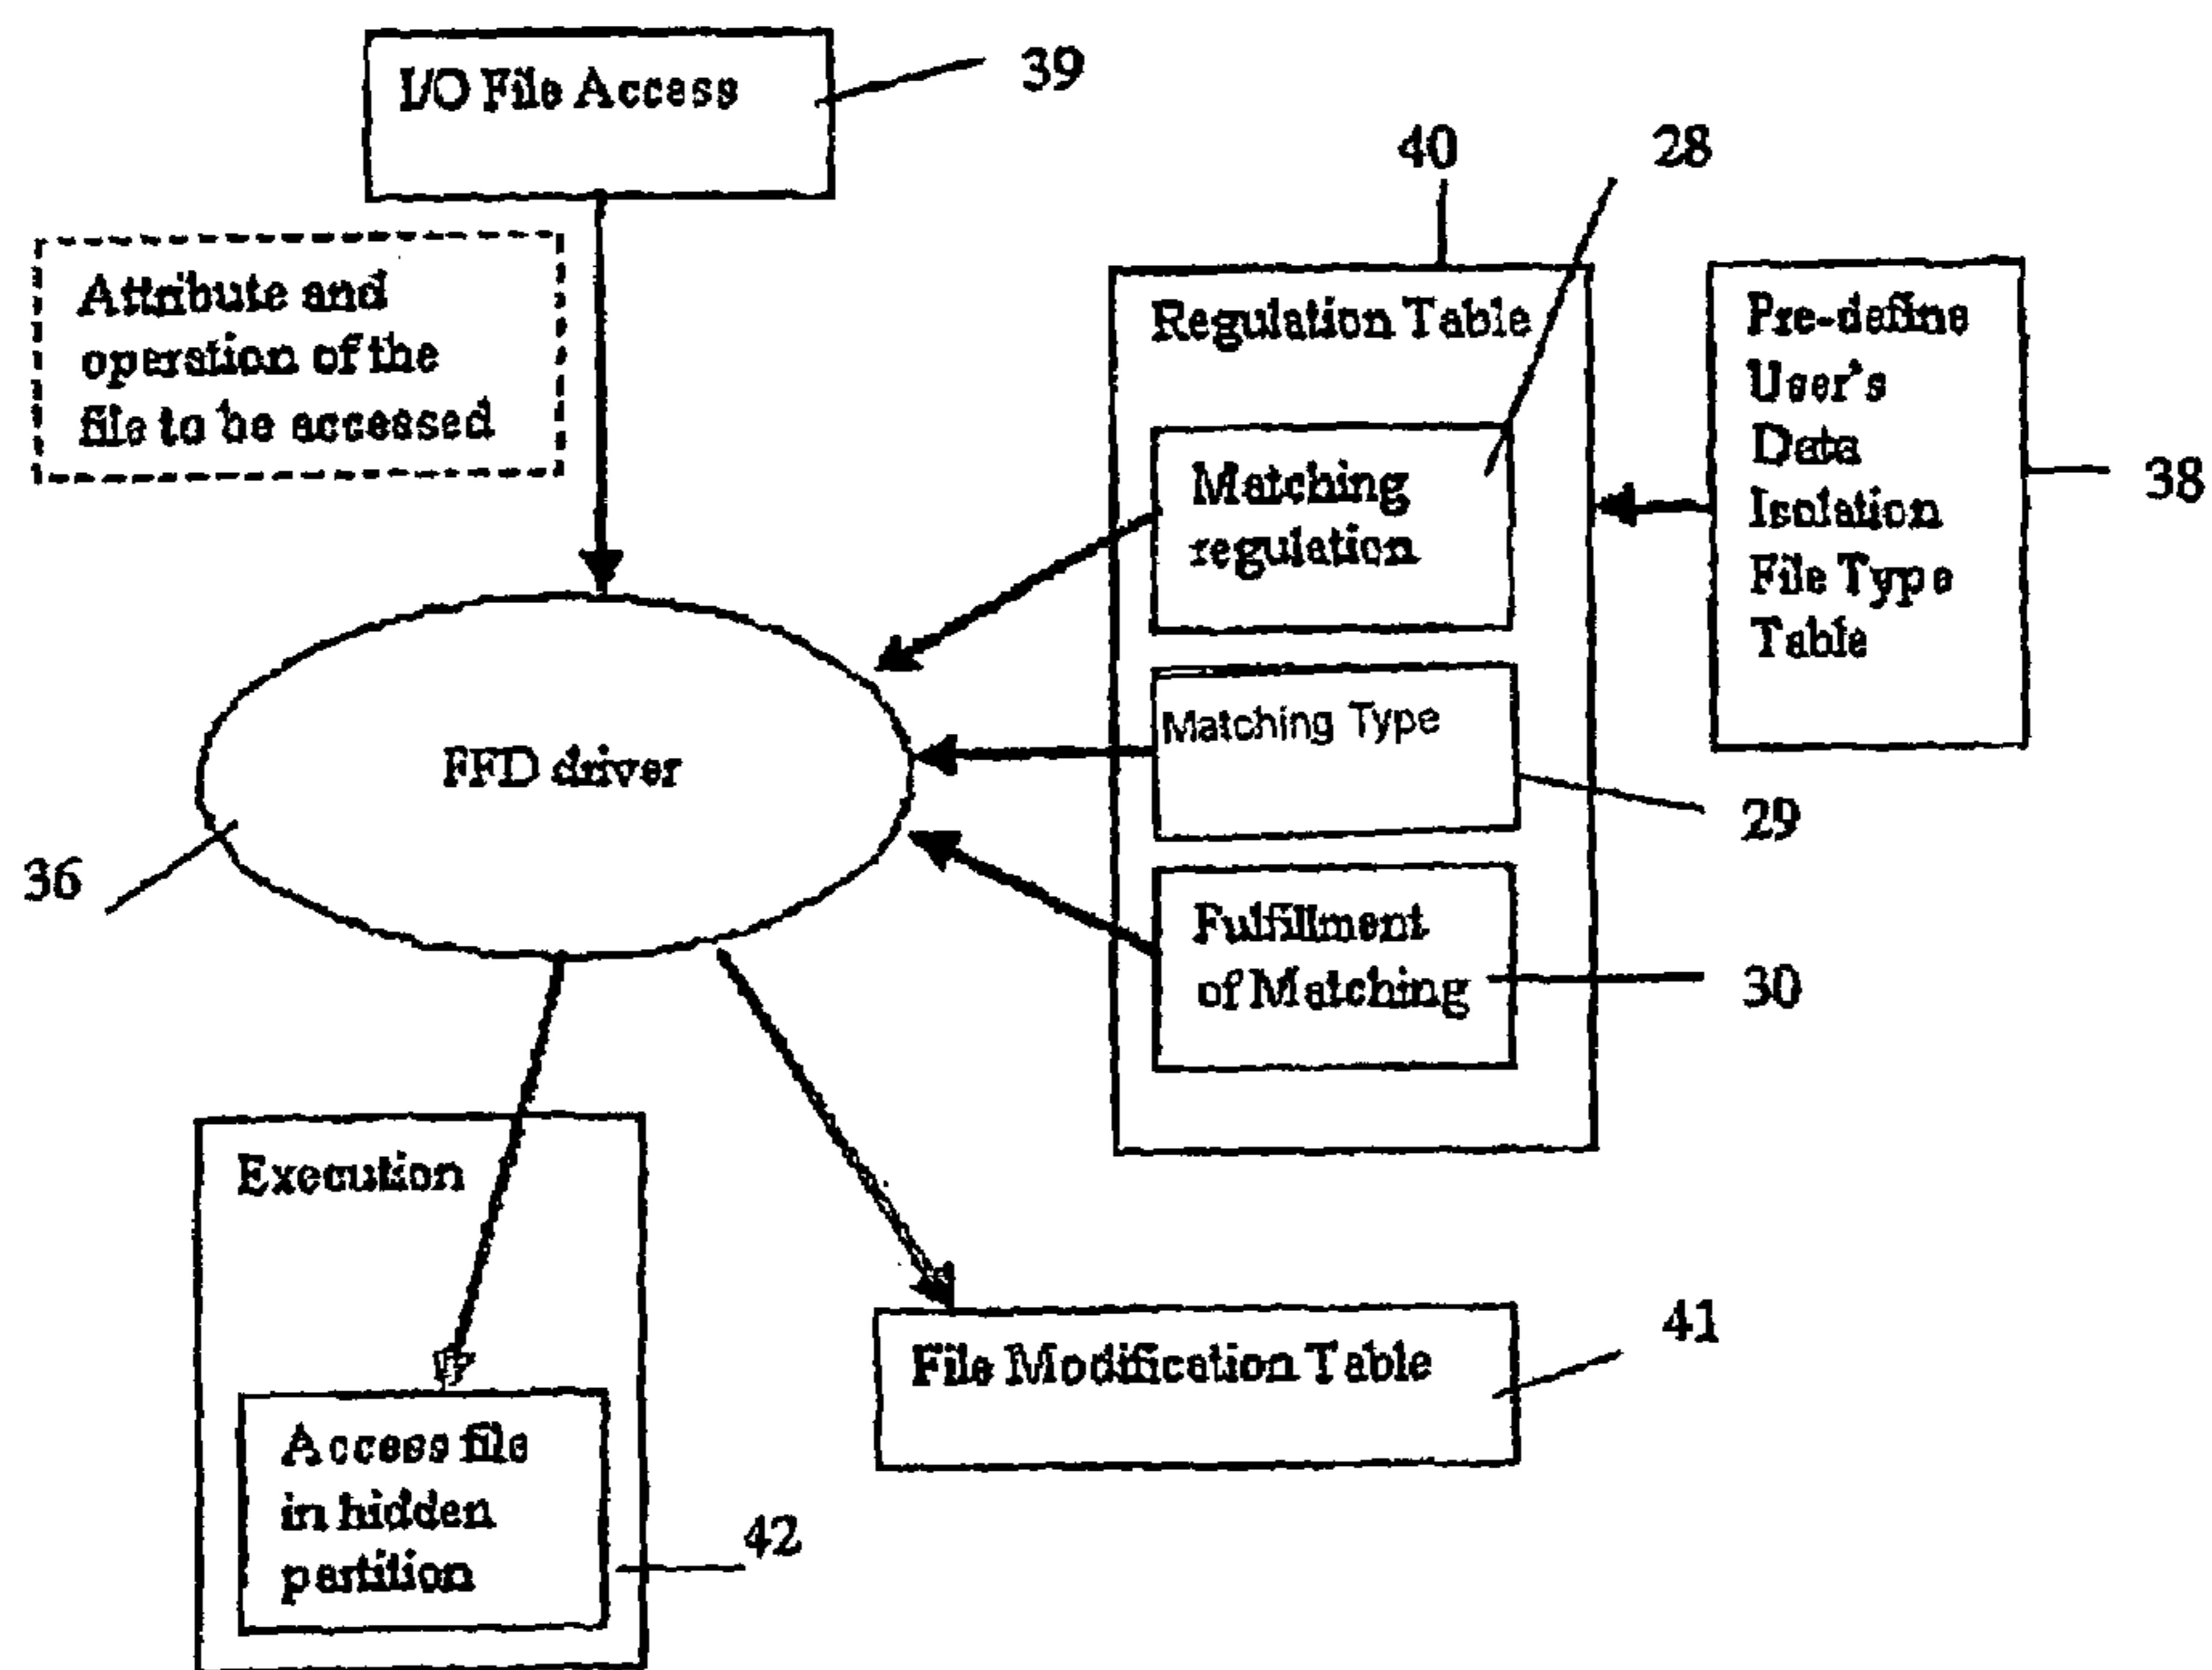 I/O File Access
39
40
28
Attribute and
operation of the
file to be accessed
Regulation Table
Pre-define
User's
Data
Isolation
File Type
Table
38
Matching
regulation
Matching Type
29
FFD driver
36
Fulfillment
of Matching
30
Execution
File Modification Table
41
Access file
in hidden
partition
42